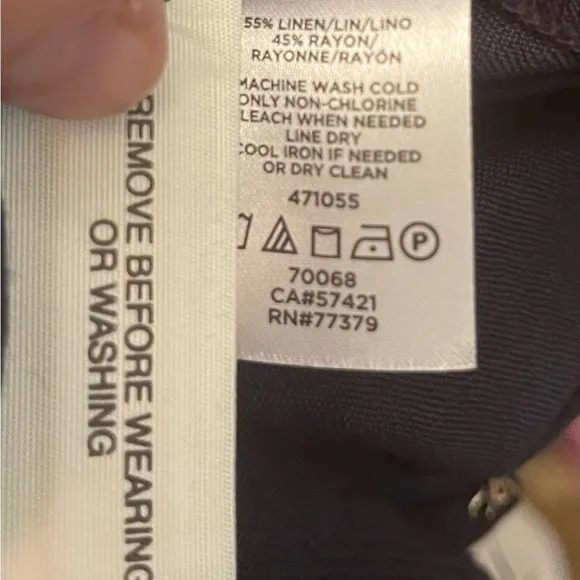 55% LINEN/LIN/LINO
45% RAYON/
RAYONNE/RAYÓN
MACHINE WASH COLD
ONLY NON-CHLORINE
LEACH WHEN NEEDED
LINE DRY
COOL IRON IF NEEDED
OR DRY CLEAN
471055
P
70068
CA#57421
RN#77379
REMOVE BEFORE WEARING
OR WASHING